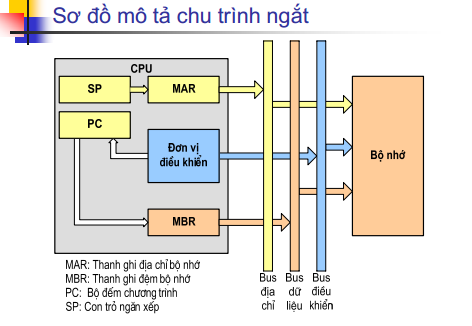 Sơ đồ mô tả chu trình ngắt
CPU
SP
MAR
PC
Đơn vị
điều khiển
Bộ nhớ
MBR
MAR: Thanh ghi địa chỉ bộ nhớ
MBR: Thanh ghi đệm bộ nhớ
PC: Bộ đếm chương trình
SP: Con trỏ ngăn xếp
Bus
địa
chỉ
Bus
dữ
liệu
Bus
điều
khiển